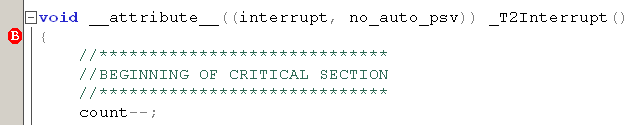 void __attribute__((interrupt, no_auto_psv)) _T2Interrupt()
B
{
//*****************************
//BEGINNING OF CRITICAL SECTION
//*****************************
count--;